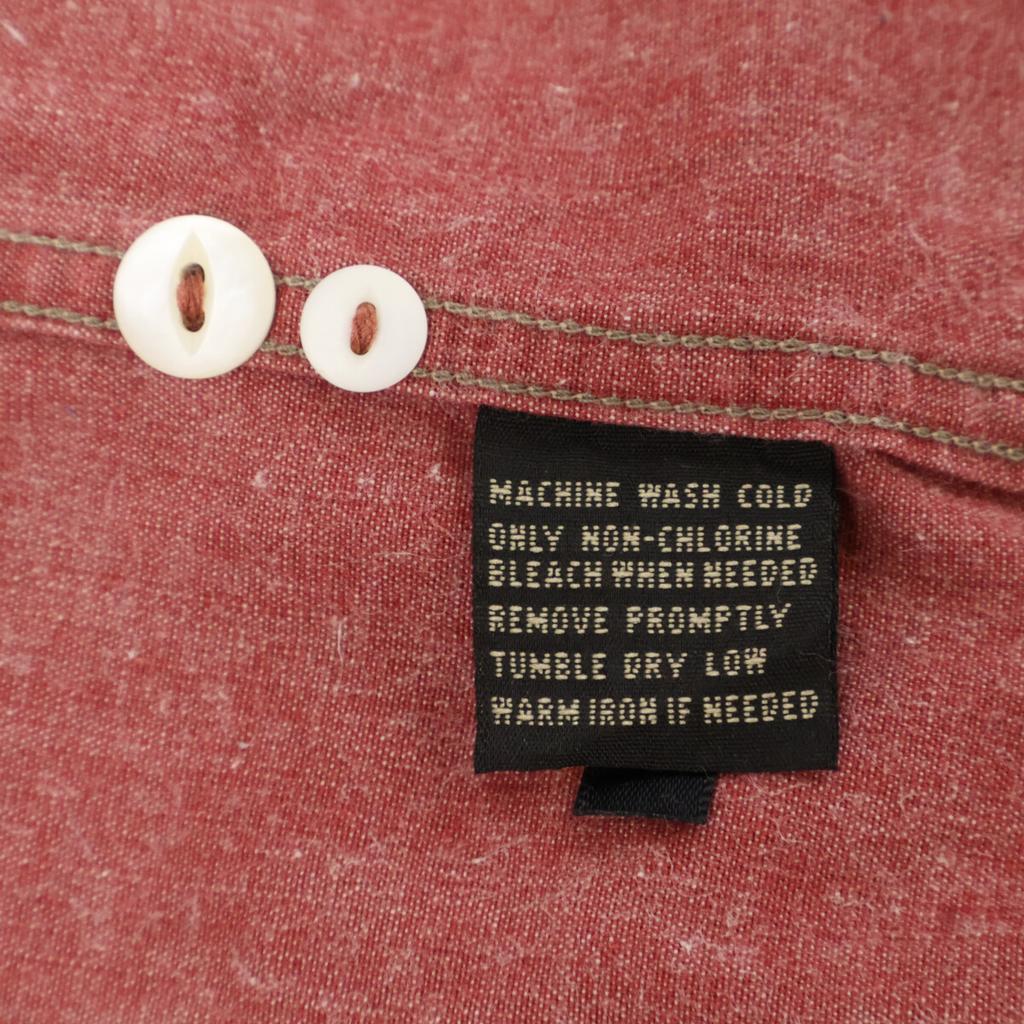 MACHINE WASH COLD
ONLY NON-CHLORINE
BLEACH WHEN NEEDED
REMOVE PROMPTLY
TUMBLE DRY LOW
WARM IRON IF NEEDED